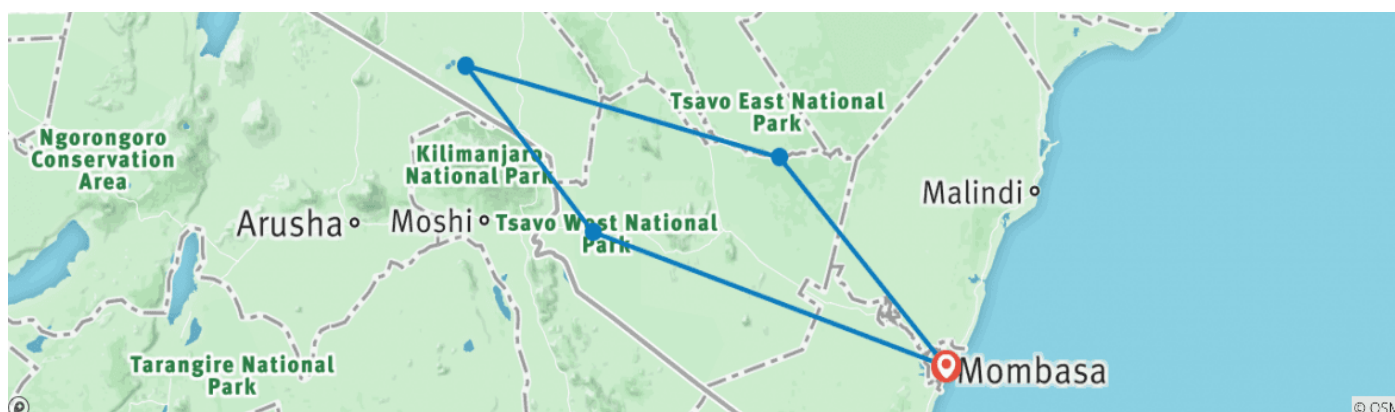 Tsavo East National
Park
Ngorongoro
Conservation
Area
Kilimanjaro
National Park
Malindi
Arusha
Moshi
Tsavo West National
Park
Tarangire National
Park
Mombasa
© OSM